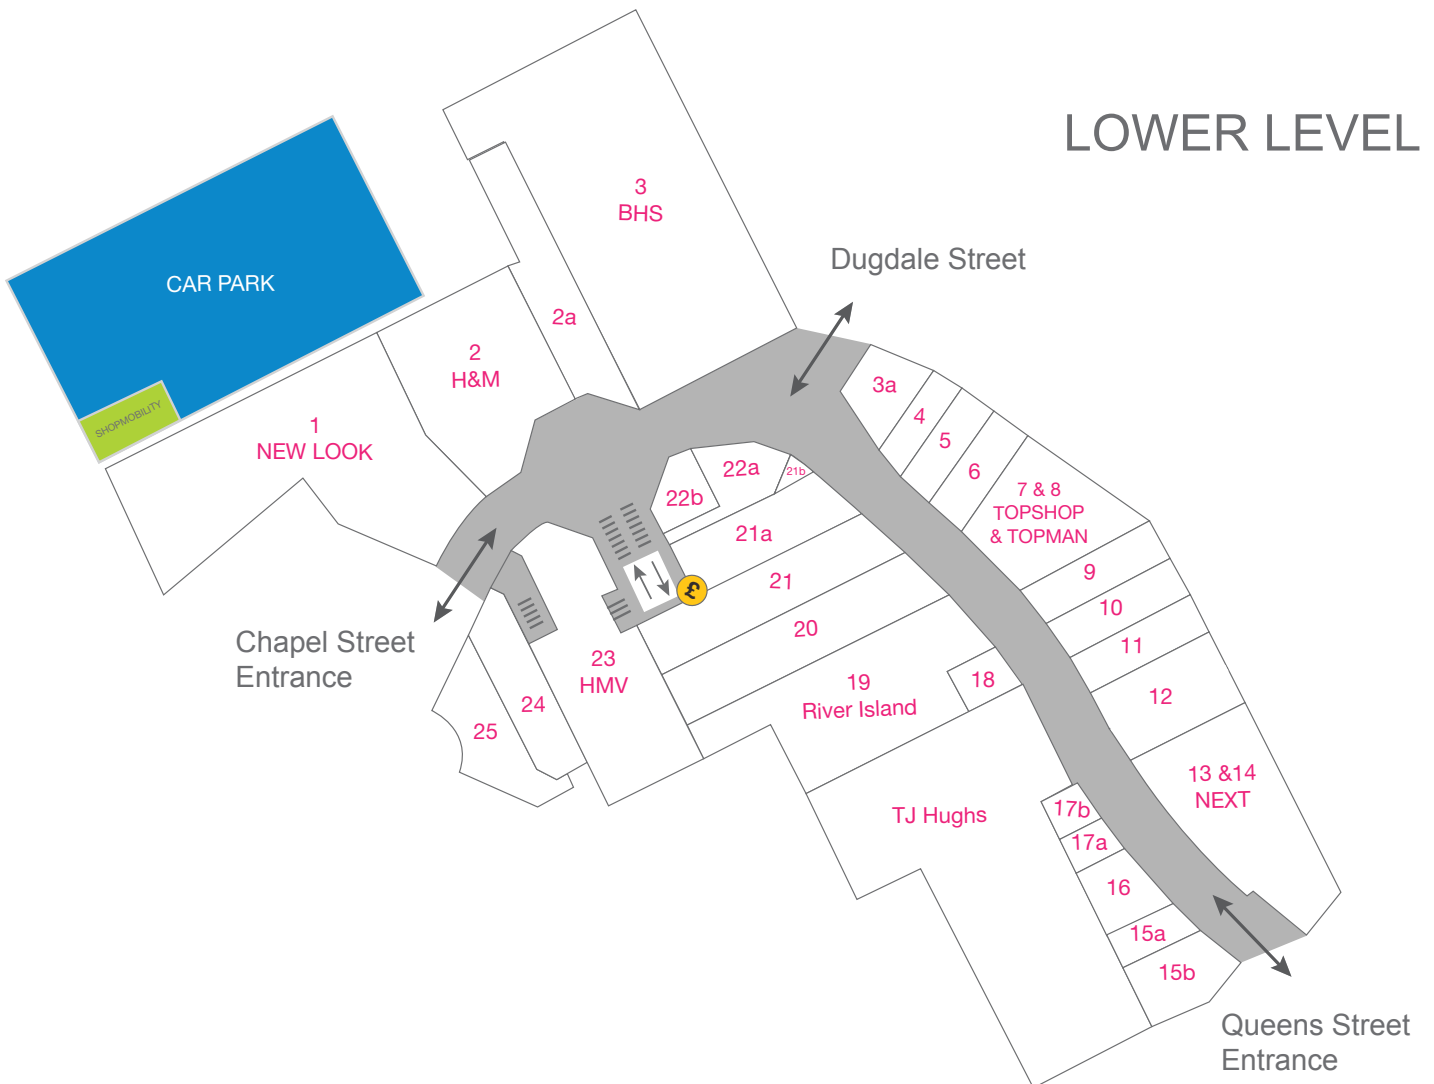 LOWER LEVEL
3
BHS
Dugdale Street
CAR PARK
2a
2
H&M
3a
SHOPMOBILITY
1
NEW LOOK
4
5
6
22a
21b
22b
7 & 8
TOPSHOP
& TOPMAN
21a
9
21
£
10
20
11
Chapel Street
Entrance
23
HMV
19
River Island
18
12
24
25
13 &14
NEXT
TJ Hughs
17b
17a
16
15a
15b
Queens Street
Entrance